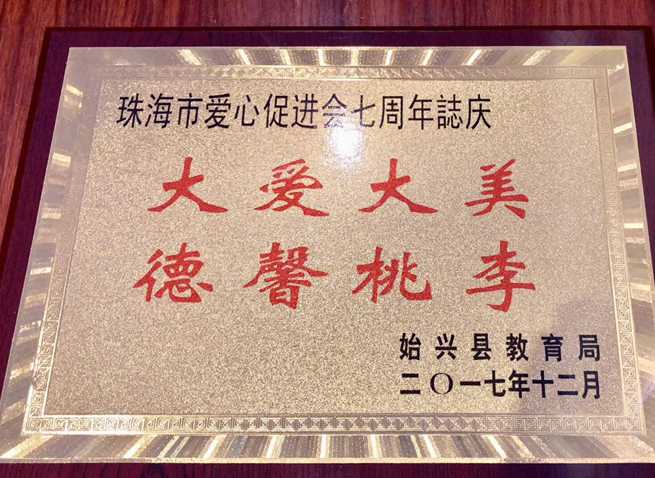 珠海市爱心促进会七周年誌庆
大爱大美
德馨桃李
始兴县教育局
二〇一七年十二月